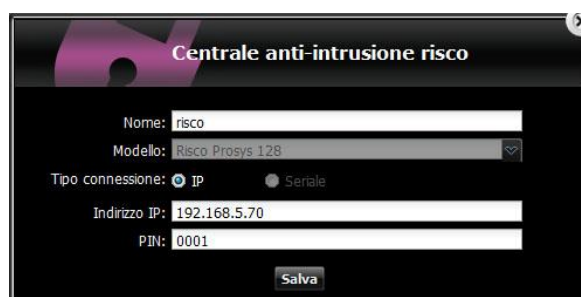 Centrale anti-intrusione risco
Nome: risco
Modello: Risco Prosys 128
Tipo connessione: IP Seriale
Indirizzo IP: 192.168.5.70
PIN: 0001
Salva